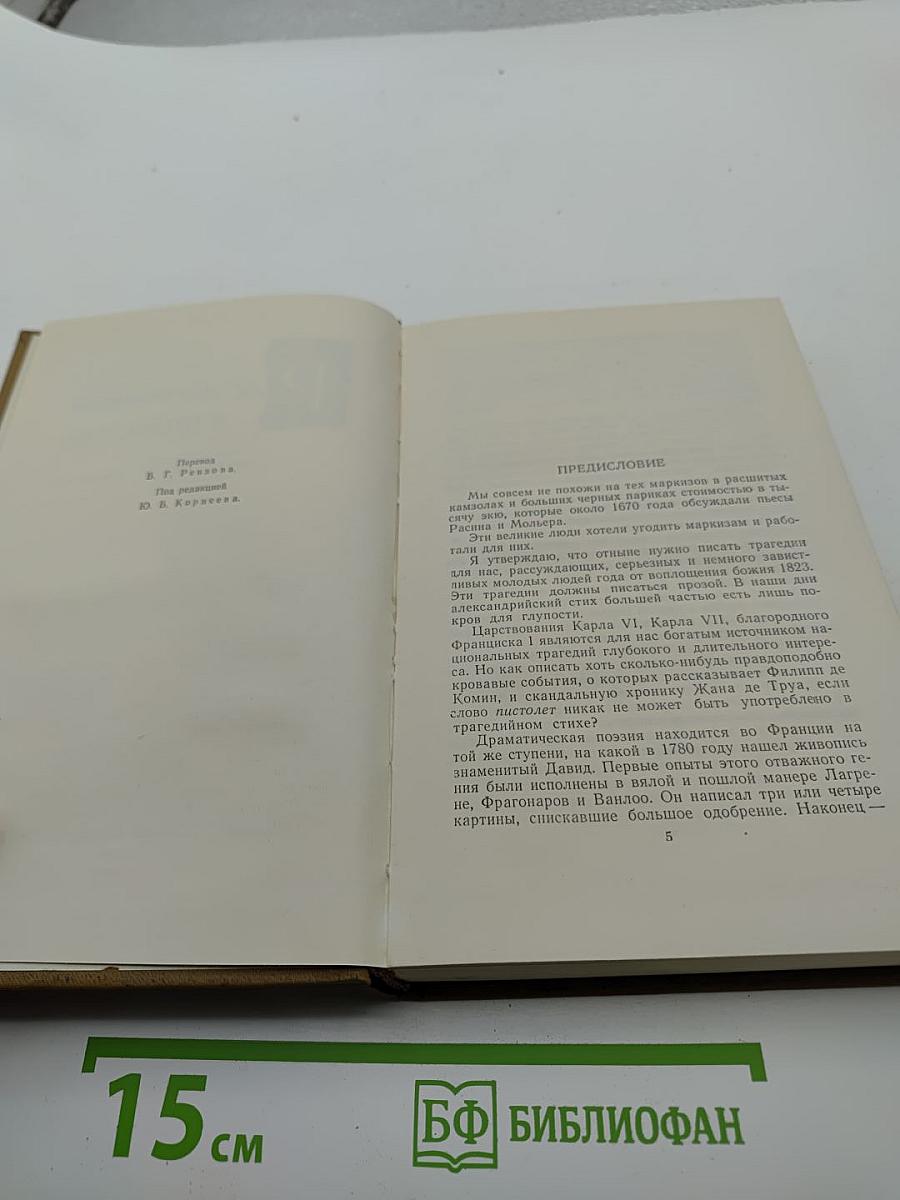 Перевод
Б. Г. Реизова.
Под редакцией
Ю. Б. Корнеева.
ПРЕДИСЛОВИЕ
Мы совсем не похожи на тех маркизов в расшитых
камзолах и больших черных париках стоимостью в ты-
сячу экю, которые около 1670 года обсуждали пьесы
Расина и Мольера.
Эти великие люди хотели угодить маркизам и рабо-
тали для них.
Я утверждаю, что отныне нужно писать трагедии
для нас, рассуждающих, серьезных и немного завист-
ливых молодых людей года от воплощения божия 1823.
Эти трагедии должны писаться прозой. В наши дни
александрийский стих большей частью есть лишь по-
кров для глупости.
Царствования Карла VI, Карла VII, благородного
Франциска I являются для нас богатым источником на-
циональных трагедий глубокого и длительного интере-
са. Но как описать хоть сколько-нибудь правдоподобно
кровавые события, о которых рассказывает Филипп де
Комин, и скандальную хронику Жана де Труа, если
слово пистолет никак не может быть употреблено в
трагедийном стихе?
Драматическая поэзия находится во Франции на
той же ступени, на какой в 1780 году нашел живопись
знаменитый Давид. Первые опыты этого отважного ге-
ния были исполнены в вялой и пошлой манере Лагре-
не, Фрагонаров и Ванлоо. Он написал три или четыре
картины, снискавшие большое одобрение. Наконец —
5
15 см
БФ БИБЛИОФАН